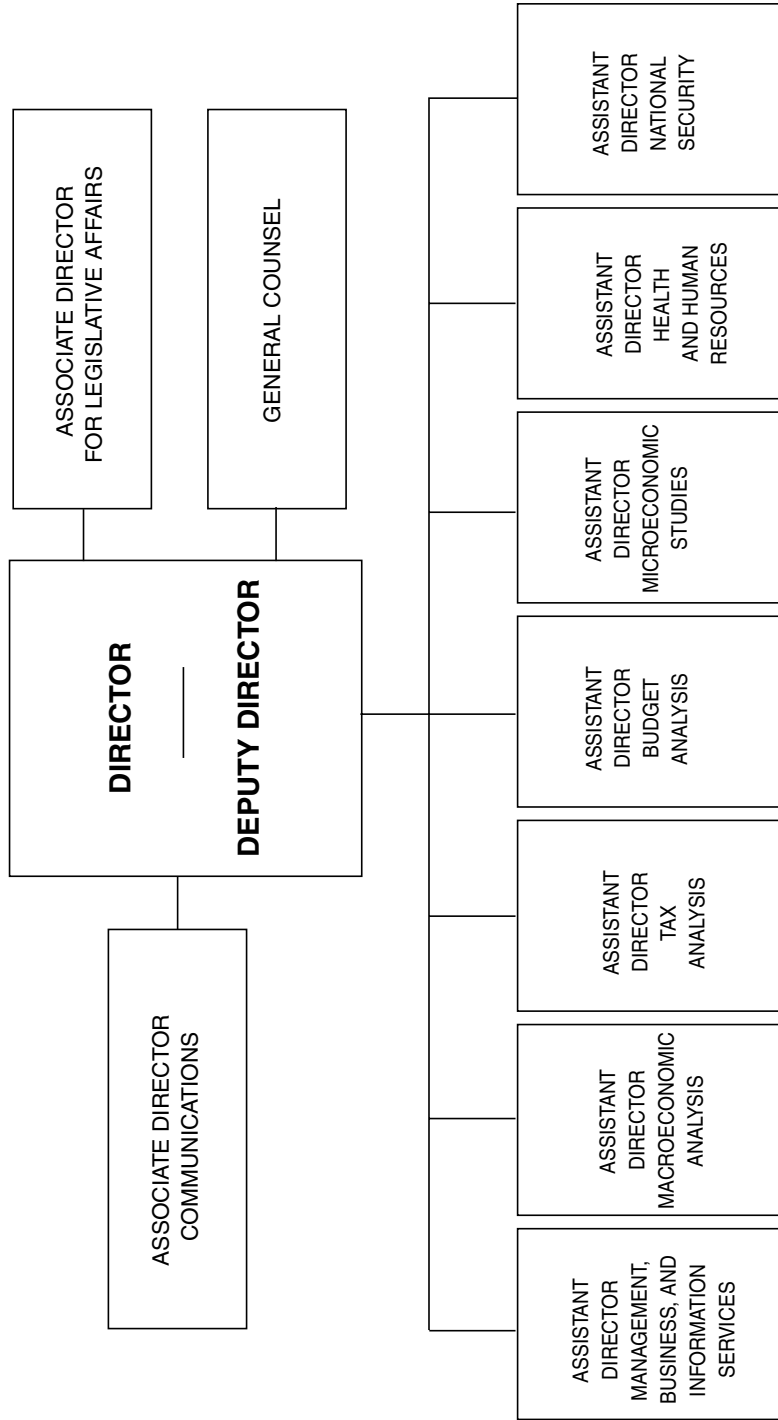 DIRECTOR
DEPUTY DIRECTOR
ASSOCIATE DIRECTOR
COMMUNICATIONS
ASSOCIATE DIRECTOR
FOR LEGISLATIVE AFFAIRS
GENERAL COUNSEL
ASSISTANT
DIRECTOR
MANAGEMENT,
BUSINESS, AND
INFORMATION
SERVICES
ASSISTANT
DIRECTOR
MACROECONOMIC
ANALYSIS
ASSISTANT
DIRECTOR
TAX
ANALYSIS
ASSISTANT
DIRECTOR
BUDGET
ANALYSIS
ASSISTANT
DIRECTOR
MICROECONOMIC
STUDIES
ASSISTANT
DIRECTOR
HEALTH
AND HUMAN
RESOURCES
ASSISTANT
DIRECTOR
NATIONAL
SECURITY